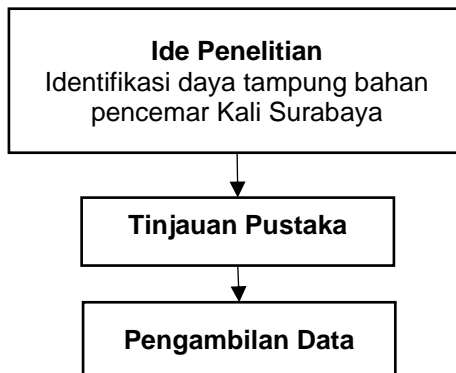 Ide Penelitian
Identifikasi daya tampung bahan
pencemar Kali Surabaya
Tinjauan Pustaka
Pengambilan Data